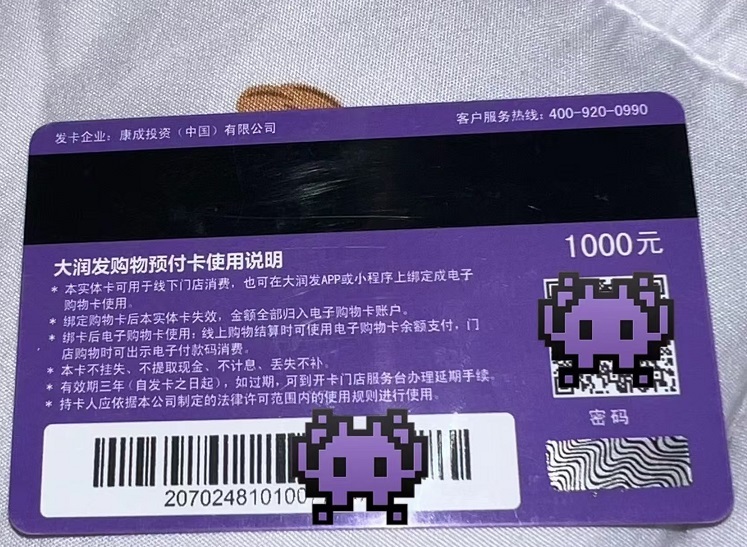 发卡企业：康成投资（中国）有限公司
客户服务热线：400-920-0990
1000元
大润发购物预付卡使用说明
* 本实体卡可用于线下门店消费，也可在大润发APP或小程序上绑定成电子
购物卡使用。
* 绑定购物卡后本实体卡失效，金额全部归入电子购物卡账户。
* 绑卡后电子购物卡使用：线上购物结算时可使用电子购物卡余额支付，门
店购物时可出示电子付款码消费。
* 本卡不挂失、不提取现金、不计息、丢失不补。
* 有效期三年（自发卡之日起），如过期，可到开卡门店服务台办理延期手续。
* 持卡人应依据本公司制定的法律许可范围内的使用规则进行使用。
密码
207024810100